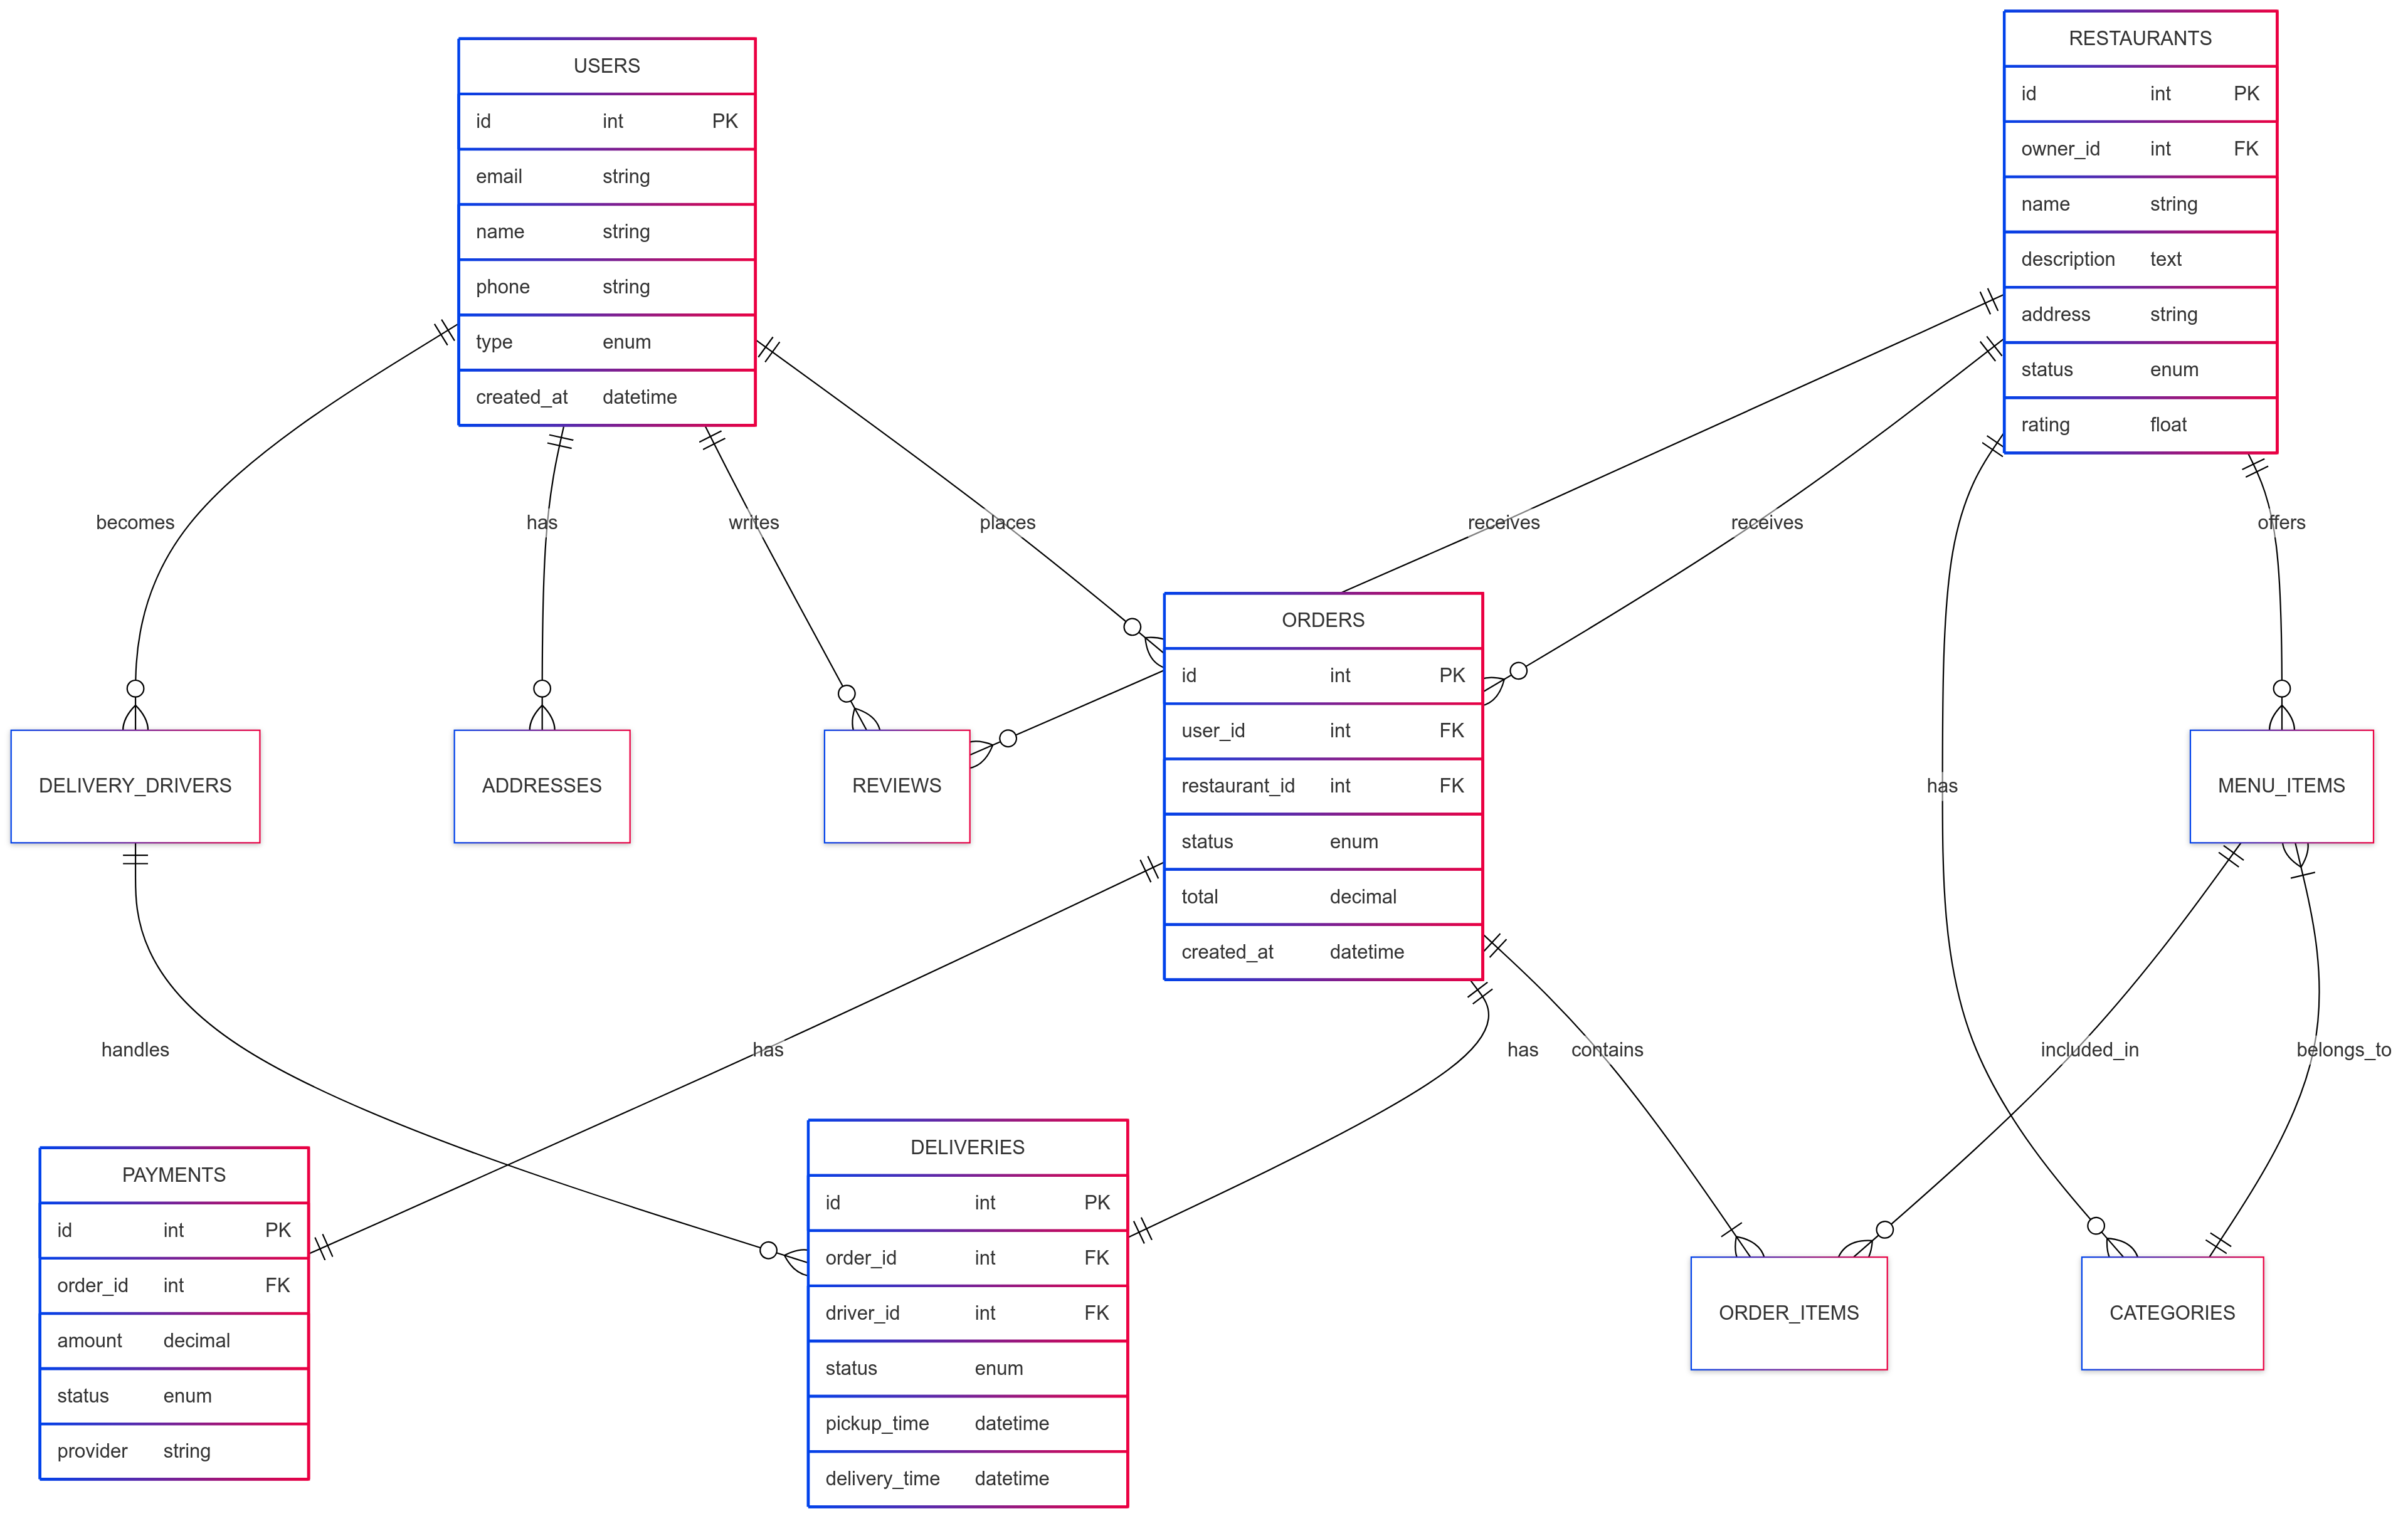 USERS
id int PK
email string
name string
phone string
type enum
created_at datetime
RESTAURANTS
id int PK
owner_id int FK
name string
description text
address string
status enum
rating float
becomes
has
writes
places
receives
receives
offers
ORDERS
id int PK
user_id int FK
restaurant_id int FK
status enum
total decimal
created_at datetime
DELIVERY_DRIVERS
ADDRESSES
REVIEWS
has
MENU_ITEMS
handles
has
has
contains
included_in
belongs_to
PAYMENTS
id int PK
order_id int FK
amount decimal
status enum
provider string
DELIVERIES
id int PK
order_id int FK
driver_id int FK
status enum
pickup_time datetime
delivery_time datetime
ORDER_ITEMS
CATEGORIES